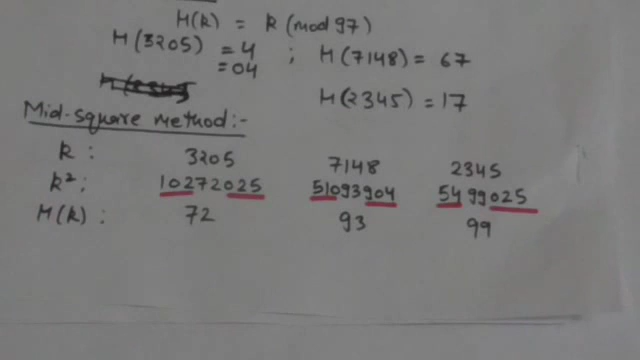 H(k) = k (mod 97)
H(3205) = 4 ; H(7148) = 67
= 04
H(2345) = 17
Mid-square method:-
k : 3205 7148 2345
k²: 10272025 51093904 5499025
H(k) : 72 93 99